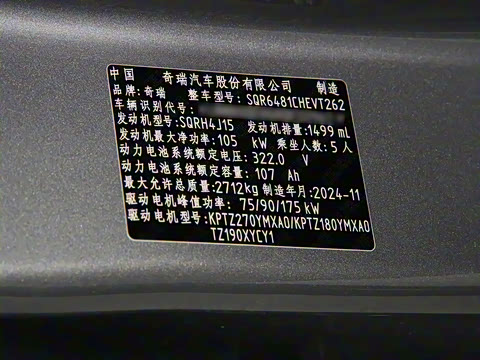 中国 奇瑞汽车股份有限公司 制造
品牌:奇瑞 整车型号:SQR6481CHEVT262
车辆识别代号:
发动机型号:SQRH4J15 发动机排量:1499 mL
发动机最大净功率:105 kW 乘坐人数:5 人
动力电池系统额定电压:322.0 V
动力电池系统额定容量:107 Ah
最大允许总质量:2712kg 制造年月:2024-11
驱动电机峰值功率: 75/90/175 kW
驱动电机型号:KPTZ270YMXA0/KPTZ180YMXA0
TZ190XYCY1